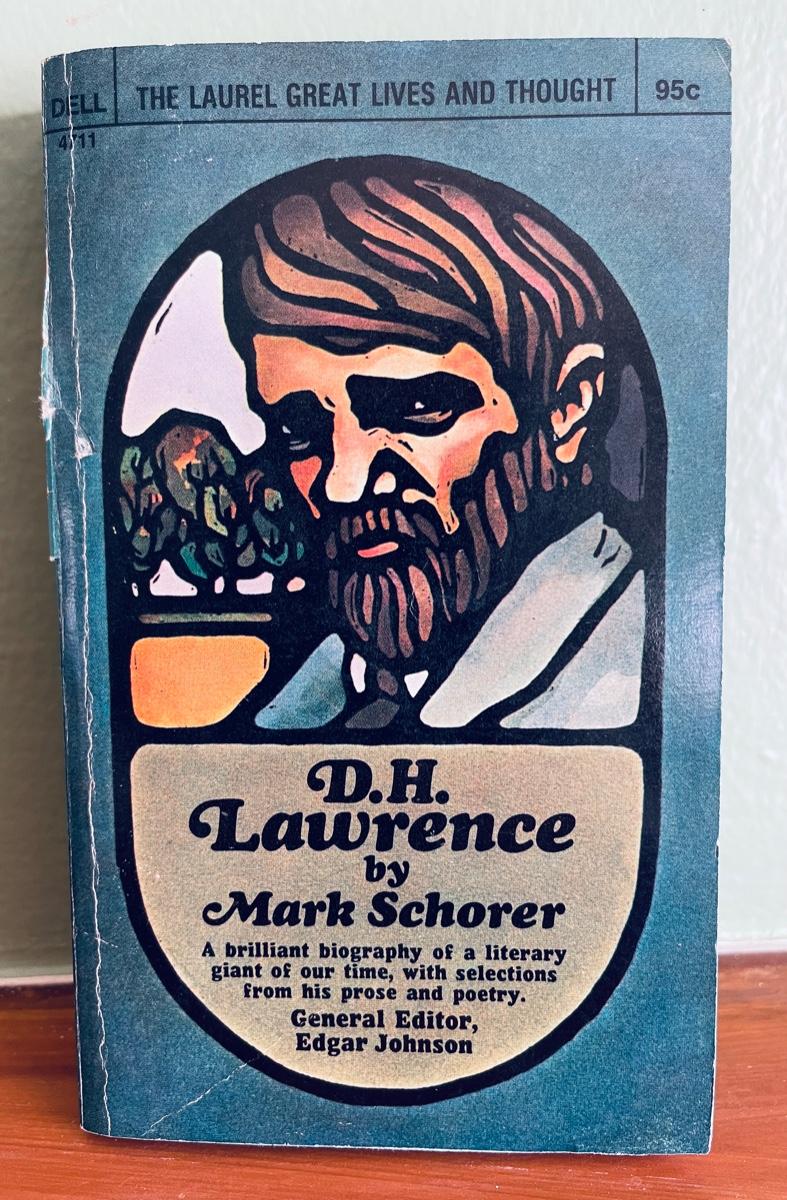 DELL THE LAUREL GREAT LIVES AND THOUGHT 95c
4711
D.H.
Lawrence
by
Mark Schorer
A brilliant biography of a literary
giant of our time, with selections
from his prose and poetry.
General Editor,
Edgar Johnson